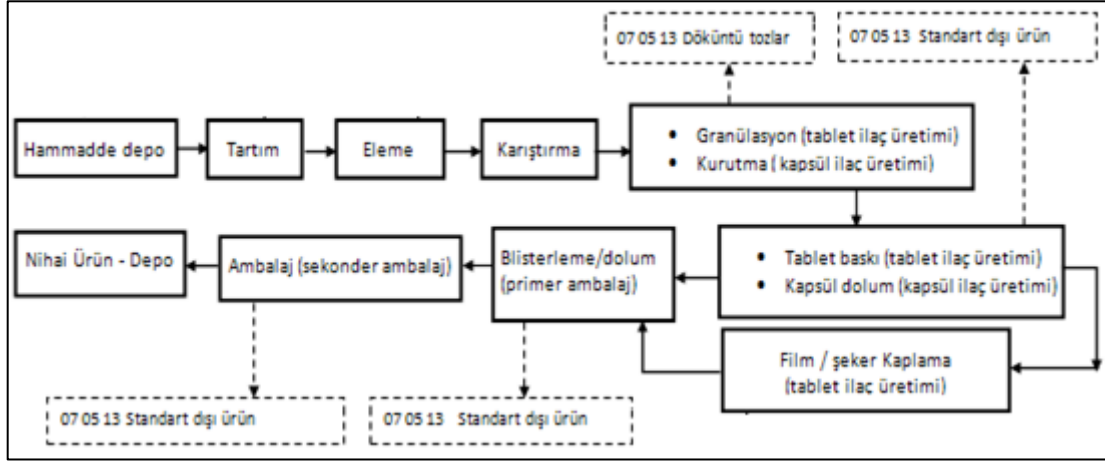 07 05 13 Döküntü tozlar
07 05 13 Standart dışı ürün
Hammadde depo
Tartım
Eleme
Karıştırma
• Granülasyon (tablet ilaç üretimi)
• Kurutma ( kapsül ilaç üretimi)
Nihai Ürün - Depo
Ambalaj (sekonder ambalaj)
Blisterleme/dolum
(primer ambalaj)
• Tablet baskı (tablet ilaç üretimi)
• Kapsül dolum (kapsül ilaç üretimi)
Film / şeker Kaplama
(tablet ilaç üretimi)
07 05 13 Standart dışı ürün
07 05 13 Standart dışı ürün